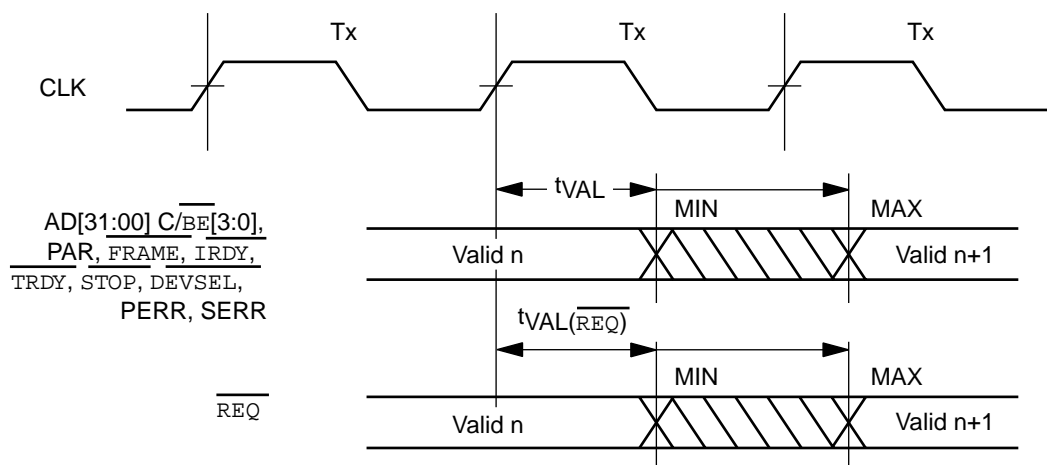 Tx Tx Tx
CLK
tVAL
MIN MAX
AD[31:00] C/BE[3:0],
PAR, FRAME, IRDY,
TRDY, STOP, DEVSEL,
PERR, SERR
Valid n Valid n+1
tVAL(REQ)
MIN MAX
REQ
Valid n Valid n+1